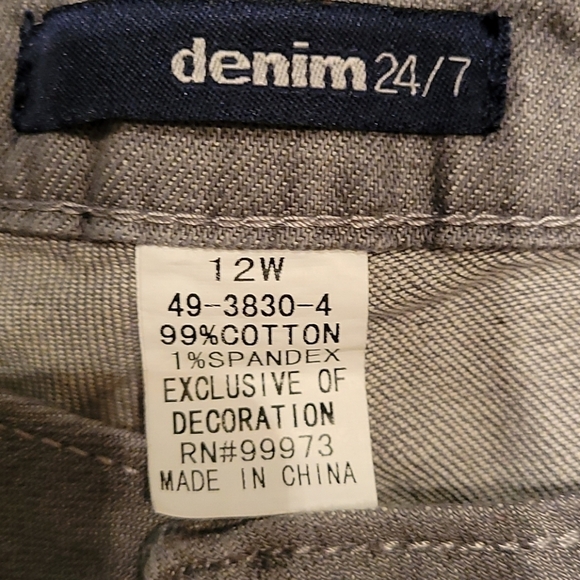 denim 24/7
12W
49-3830-4
99%COTTON
1%SPANDEX
EXCLUSIVE OF
DECORATION
RN#99973
MADE IN CHINA